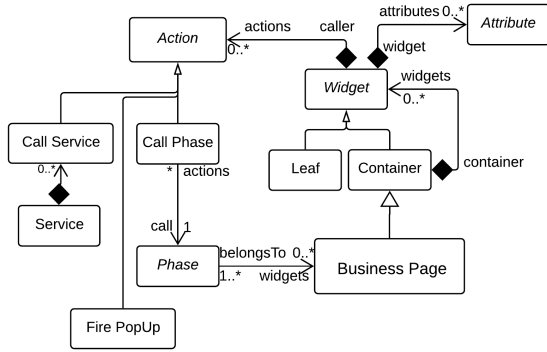 attributes 0..*
Attribute
actions
caller
Action
0..*
widget
widgets
Widget
0..*
Call Service
Call Phase
Leaf
Container
container
0..*
* actions
Service
call 1
belongsTo 0..*
Phase
Business Page
1..* widgets
Fire PopUp